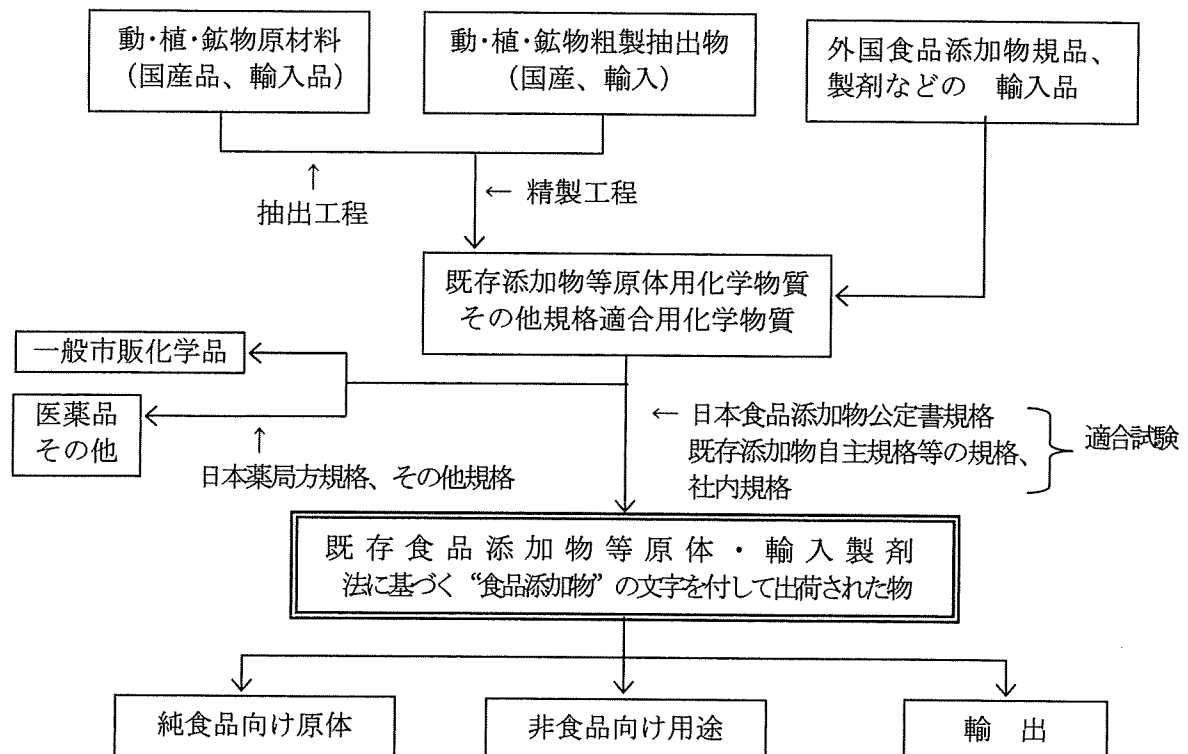 動・植・鉱物原材料
（国産品、輸入品）
動・植・鉱物粗製抽出物
（国産、輸入）
外国食品添加物規品、
製剤などの　輸入品
↑
抽出工程
← 精製工程
既存添加物等原体用化学物質
その他規格適合用化学物質
一般市販化学品
医薬品
その他
↑
日本薬局方規格、その他規格
← 日本食品添加物公定書規格
既存添加物自主規格等の規格、
社内規格
適合試験
既存食品添加物等原体・輸入製剤
法に基づく“食品添加物”の文字を付して出荷された物
純食品向け原体
非食品向け用途
輸　出